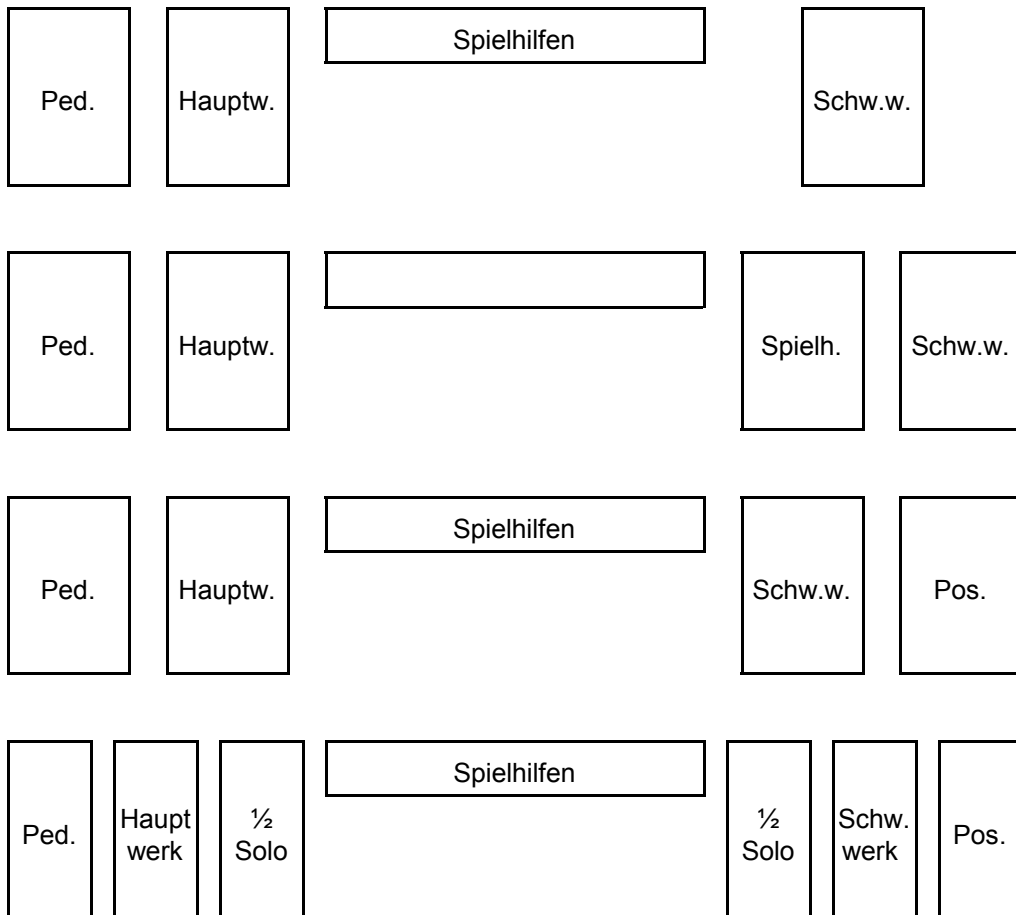 Spielhilfen
Ped.
Hauptw.
Schw.w.
Ped.
Hauptw.
Spielh.
Schw.w.
Spielhilfen
Ped.
Hauptw.
Schw.w.
Pos.
Spielhilfen
Ped.
Haupt
werk
½
Solo
½
Solo
Schw.
werk
Pos.